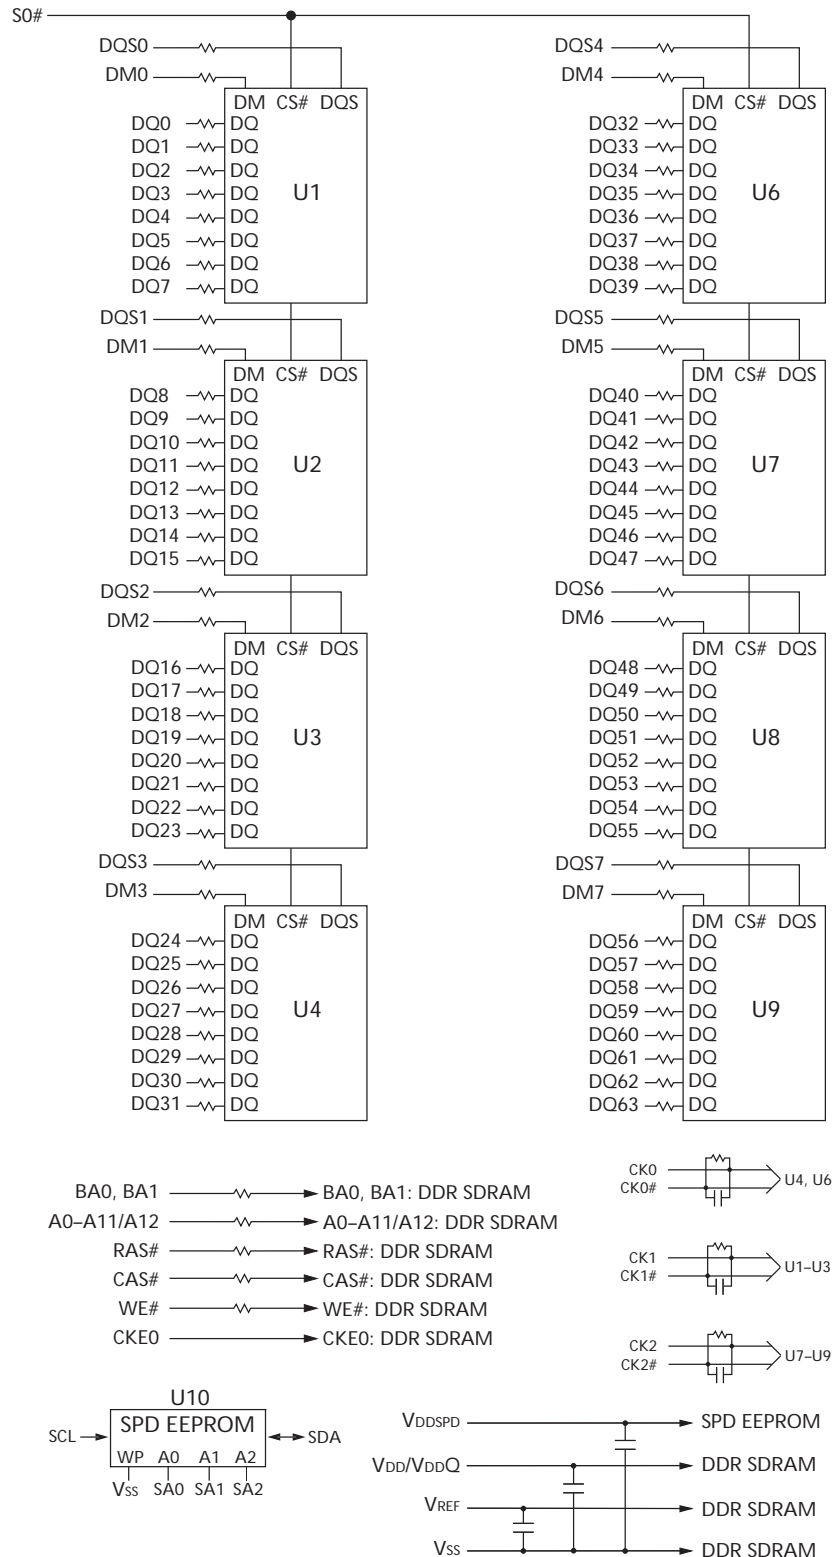 S0#
DQS0
DM0
DM CS# DQS
DQ0 DQ
DQ1 DQ
DQ2 DQ
DQ3 DQ
DQ4 DQ
DQ5 DQ
DQ6 DQ
DQ7 DQ
U1
DQS1
DM1
DM CS# DQS
DQ8 DQ
DQ9 DQ
DQ10 DQ
DQ11 DQ
DQ12 DQ
DQ13 DQ
DQ14 DQ
DQ15 DQ
U2
DQS2
DM2
DM CS# DQS
DQ16 DQ
DQ17 DQ
DQ18 DQ
DQ19 DQ
DQ20 DQ
DQ21 DQ
DQ22 DQ
DQ23 DQ
U3
DQS3
DM3
DM CS# DQS
DQ24 DQ
DQ25 DQ
DQ26 DQ
DQ27 DQ
DQ28 DQ
DQ29 DQ
DQ30 DQ
DQ31 DQ
U4
DQS4
DM4
DM CS# DQS
DQ32 DQ
DQ33 DQ
DQ34 DQ
DQ35 DQ
DQ36 DQ
DQ37 DQ
DQ38 DQ
DQ39 DQ
U6
DQS5
DM5
DM CS# DQS
DQ40 DQ
DQ41 DQ
DQ42 DQ
DQ43 DQ
DQ44 DQ
DQ45 DQ
DQ46 DQ
DQ47 DQ
U7
DQS6
DM6
DM CS# DQS
DQ48 DQ
DQ49 DQ
DQ50 DQ
DQ51 DQ
DQ52 DQ
DQ53 DQ
DQ54 DQ
DQ55 DQ
U8
DQS7
DM7
DM CS# DQS
DQ56 DQ
DQ57 DQ
DQ58 DQ
DQ59 DQ
DQ60 DQ
DQ61 DQ
DQ62 DQ
DQ63 DQ
U9
BA0, BA1 BA0, BA1: DDR SDRAM
A0–A11/A12 A0–A11/A12: DDR SDRAM
RAS# RAS#: DDR SDRAM
CAS# CAS#: DDR SDRAM
WE# WE#: DDR SDRAM
CKE0 CKE0: DDR SDRAM
CK0
CK0#
U4, U6
CK1
CK1#
U1–U3
CK2
CK2#
U7–U9
U10
SPD EEPROM
SCL
SDA
WP A0 A1 A2
VSS SA0 SA1 SA2
VDDSPD SPD EEPROM
VDD/VDDQ DDR SDRAM
VREF DDR SDRAM
VSS DDR SDRAM